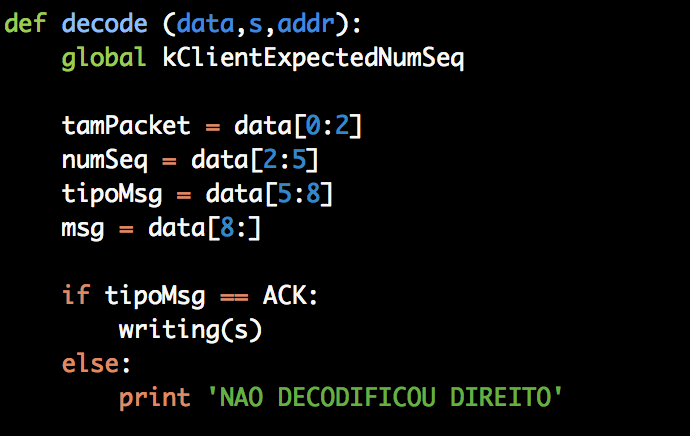 def decode (data,s,addr):
    global kClientExpectedNumSeq

    tamPacket = data[0:2]
    numSeq = data[2:5]
    tipoMsg = data[5:8]
    msg = data[8:]

    if tipoMsg == ACK:
        writing(s)
    else:
        print 'NAO DECODIFICOU DIREITO'